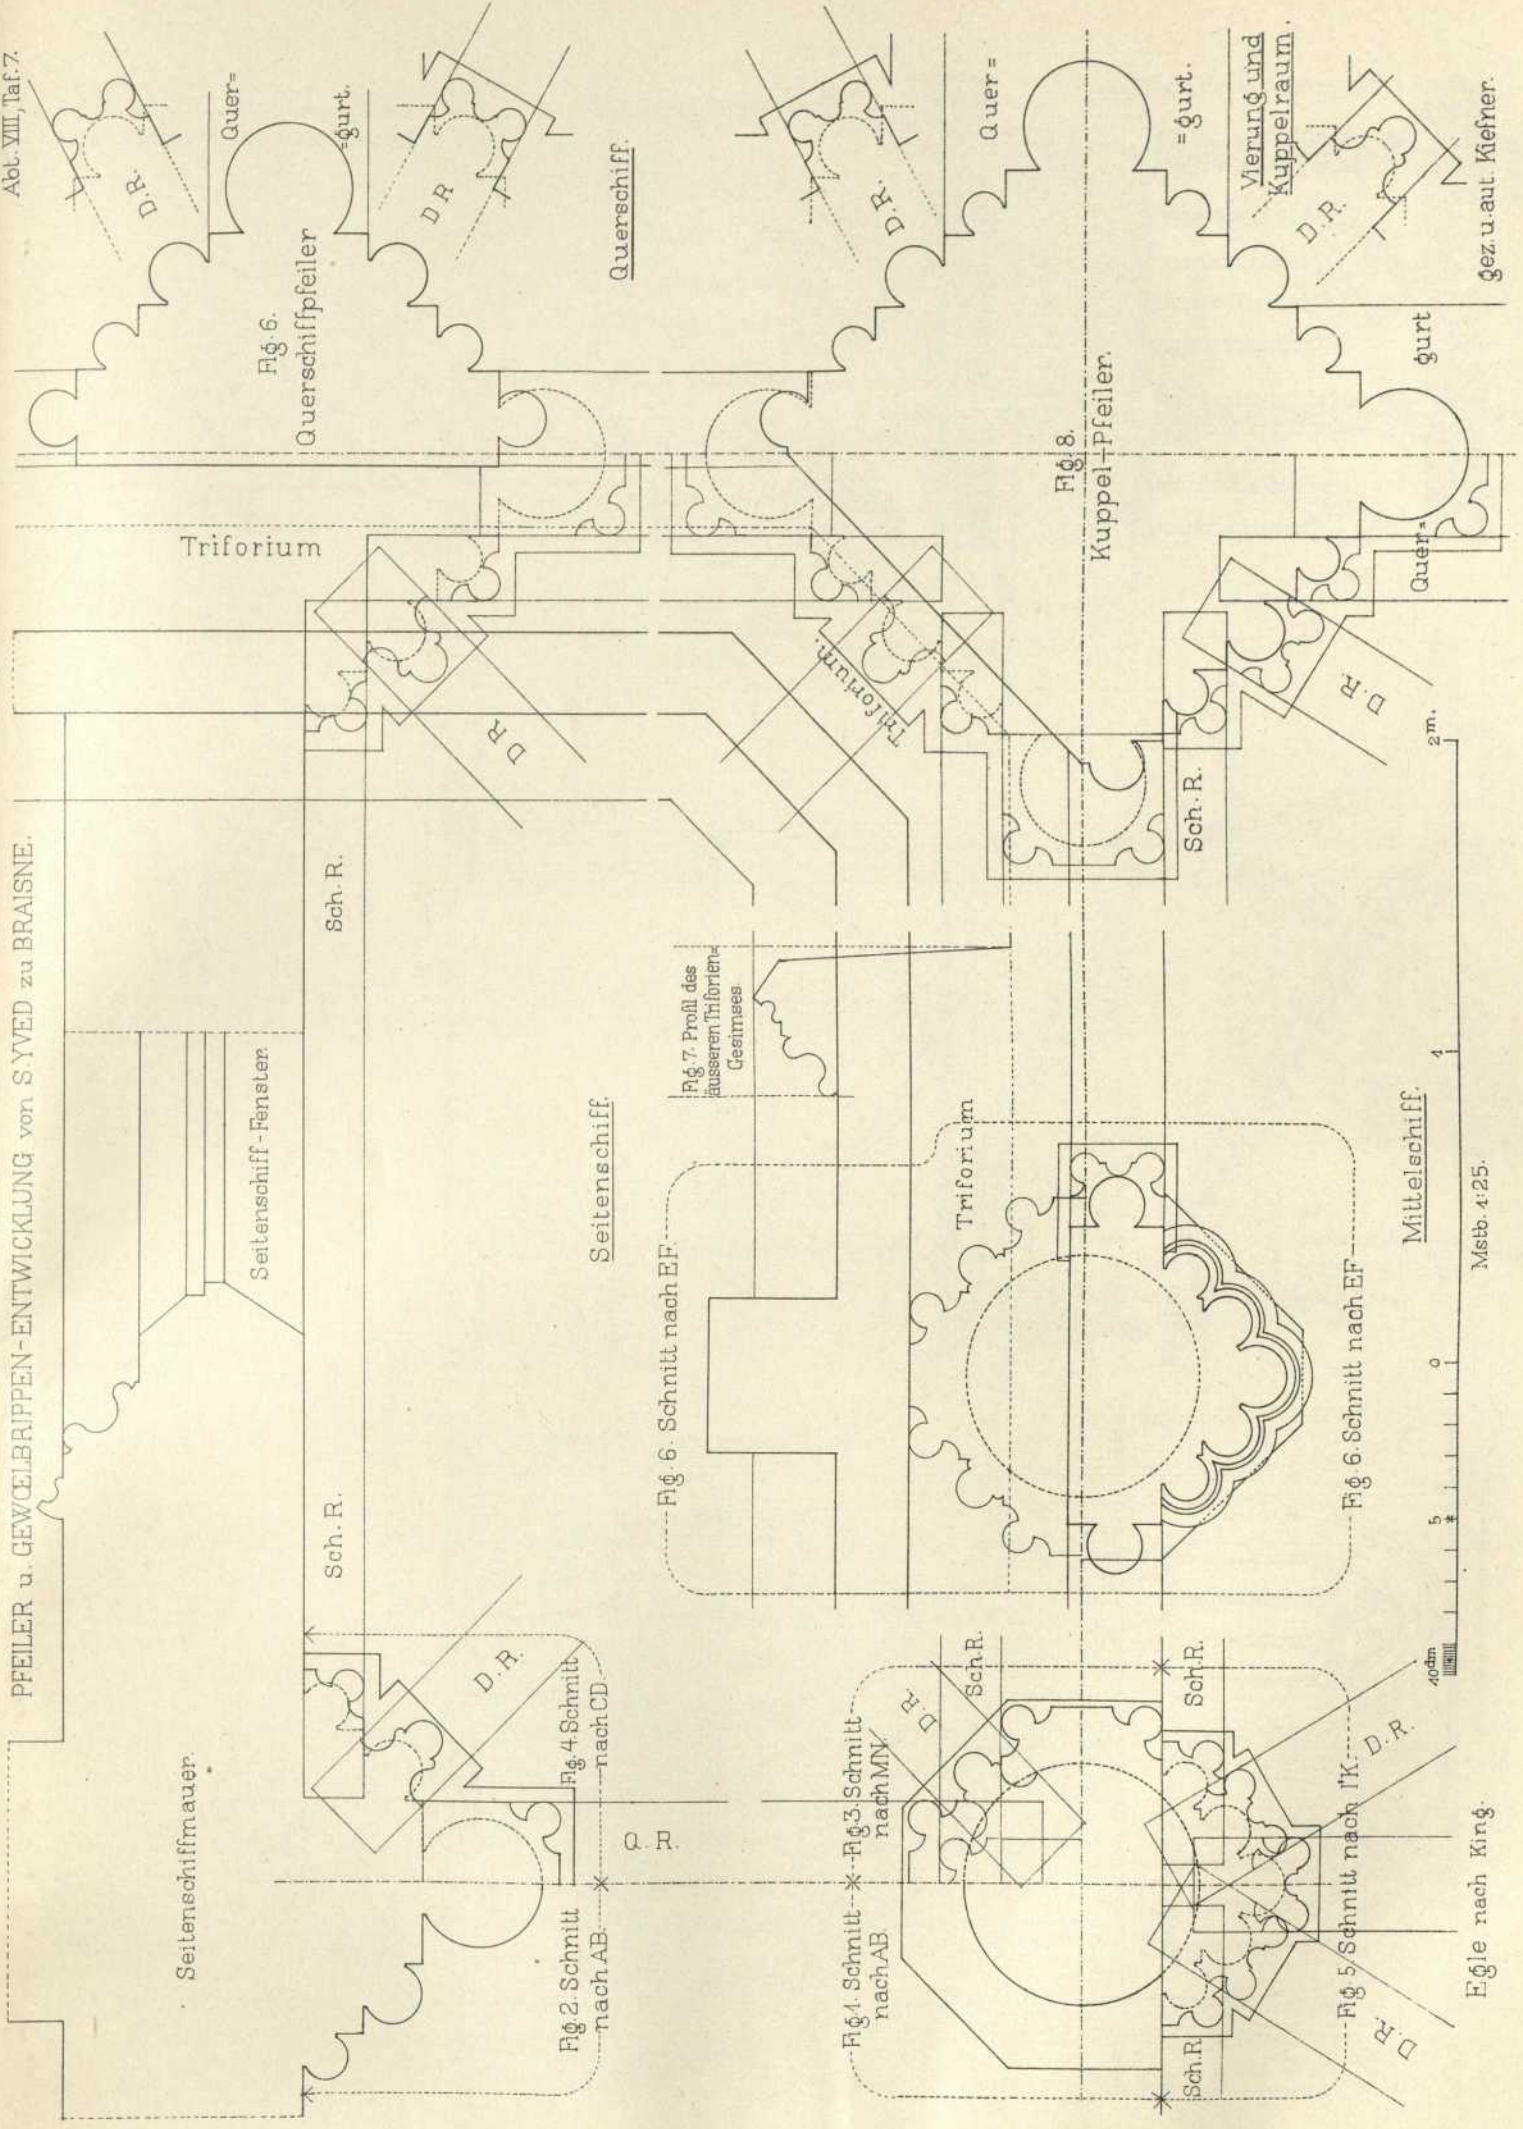 Abt. VIII, Taf. 7.
PFEILER u. GEWŒLBRIPPEN-ENTWICKLUNG von S. YVED zu BRAISNE.
Seitenschiffmauer.
Seitenschiff-Fenster.
Sch. R.
Sch. R.
D. R.
Fig. 2. Schnitt
nach AB.
Fig. 4. Schnitt
nach CD.
Q. R.
Seitenschiff.
Triforium
DR
Fig. 6.
Querschiffpfeiler
D.R.
Quer=
=gurt.
DR
Querschiff.
Fig. 1. Schnitt
nach AB.
Fig. 3. Schnitt
nach MN.
D.R.
Sch.R.
Sch.R.
Sch.R.
Fig. 5. Schnitt nach I'K.
D.R.
D.R.
Fig. 6. Schnitt nach EF.
Fig. 7. Profil des
äusseren Triforien=
Gesimses
Triforium
Fig. 6. Schnitt nach EF.
Mittelschiff.
Triforium.
Fig. 8.
Kuppel-Pfeiler.
Sch. R.
D.R.
Quer=
gurt
D.R.
Quer=
=gurt.
Vierung und
Kuppelraum.
D.R.
10dm
5
0
1
2m.
Mstb. 1:25.
Egle nach King.
gez. u. aut. Kiefner.